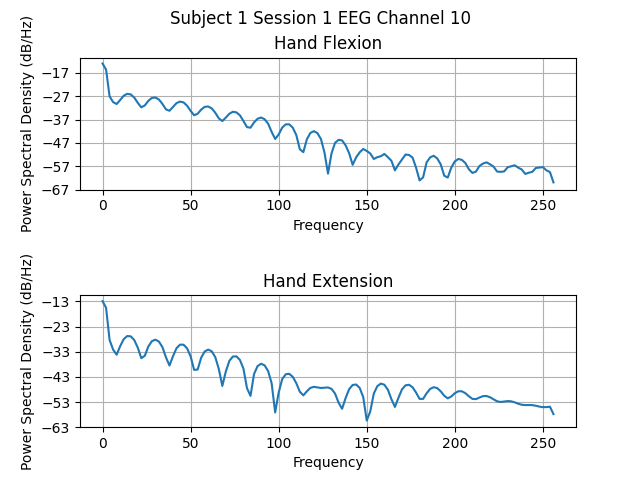 Subject 1 Session 1 EEG Channel 10
Hand Flexion
Power Spectral Density (dB/Hz)
−17
−27
−37
−47
−57
−67
0 50 100 150 200 250
Frequency
Hand Extension
Power Spectral Density (dB/Hz)
−13
−23
−33
−43
−53
−63
0 50 100 150 200 250
Frequency